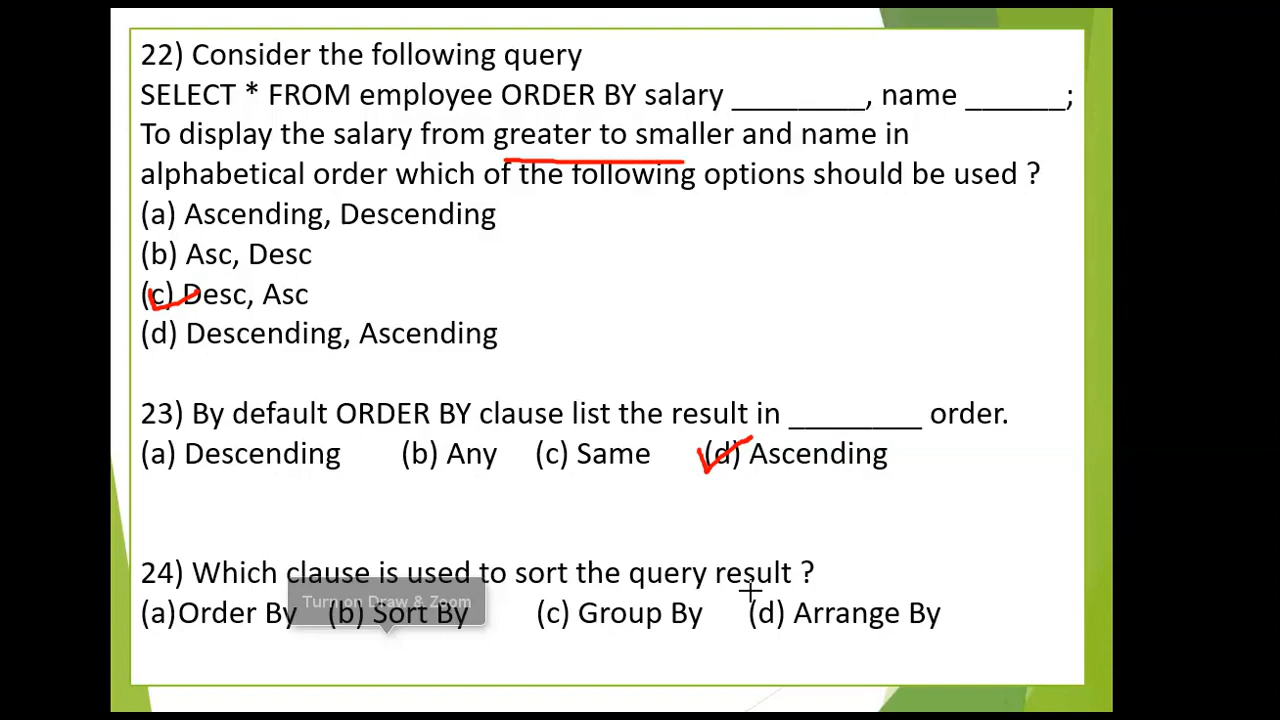 22) Consider the following query
SELECT * FROM employee ORDER BY salary ________, name ______;
To display the salary from greater to smaller and name in
alphabetical order which of the following options should be used ?
(a) Ascending, Descending
(b) Asc, Desc
(c) Desc, Asc
(d) Descending, Ascending
23) By default ORDER BY clause list the result in ________ order.
(a) Descending (b) Any (c) Same (d) Ascending
24) Which clause is used to sort the query result ?
Turn on Draw & Zoom
(a)Order By (b) Sort By (c) Group By (d) Arrange By